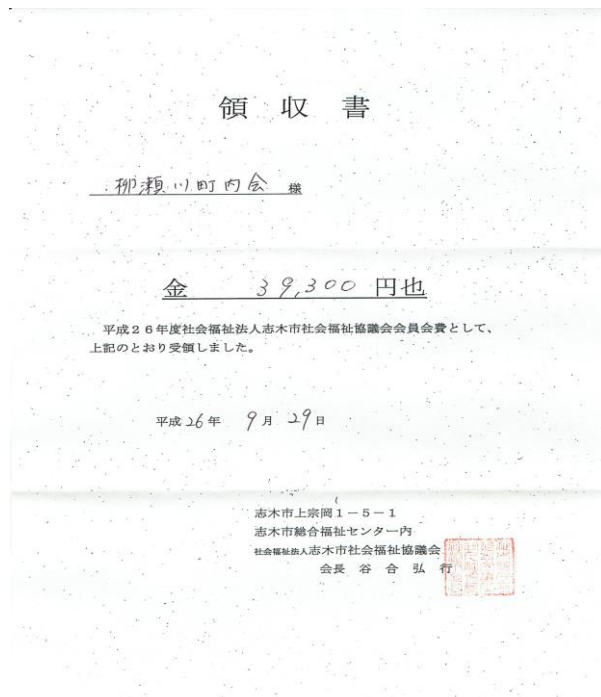 領収書
柳瀬川町内会 様
金 39,300 円也
平成26年度社会福祉法人志木市社会福祉協議会会員会費として、
上記のとおり受領しました。
平成26年 9月 29日
志木市上宗岡1-5-1
志木市総合福祉センター内
社会福祉法人志木市社会福祉協議会
会長 谷合弘行